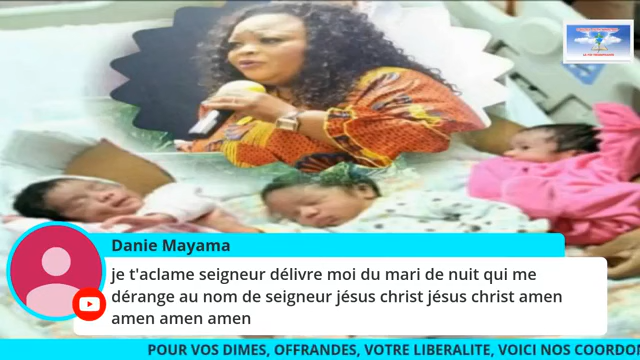 Danie Mayama
je t'aclame seigneur délivre moi du mari de nuit qui me
dérange au nom de seigneur jésus christ jésus christ amen
amen amen amen
POUR VOS DIMES, OFFRANDES, VOTRE LIBERALITE, VOICI NOS COORDO